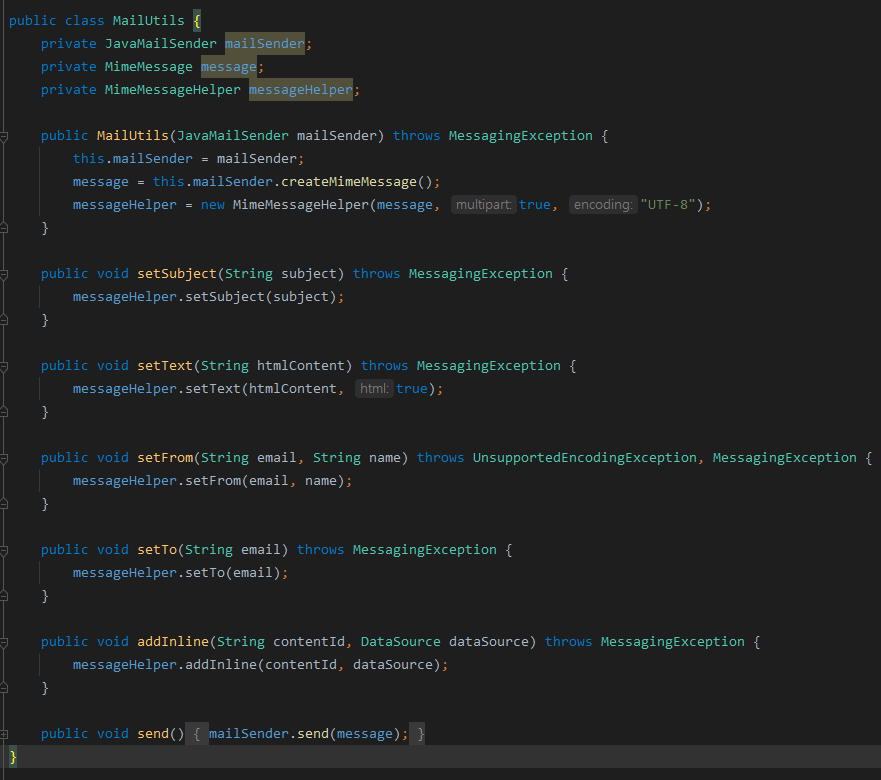 public class MailUtils {
    private JavaMailSender mailSender;
    private MimeMessage message;
    private MimeMessageHelper messageHelper;

    public MailUtils(JavaMailSender mailSender) throws MessagingException {
        this.mailSender = mailSender;
        message = this.mailSender.createMimeMessage();
        messageHelper = new MimeMessageHelper(message, multipart: true, encoding: "UTF-8");
    }

    public void setSubject(String subject) throws MessagingException {
        messageHelper.setSubject(subject);
    }

    public void setText(String htmlContent) throws MessagingException {
        messageHelper.setText(htmlContent, html: true);
    }

    public void setFrom(String email, String name) throws UnsupportedEncodingException, MessagingException {
        messageHelper.setFrom(email, name);
    }

    public void setTo(String email) throws MessagingException {
        messageHelper.setTo(email);
    }

    public void addInline(String contentId, DataSource dataSource) throws MessagingException {
        messageHelper.addInline(contentId, dataSource);
    }

    public void send() { mailSender.send(message); }
}